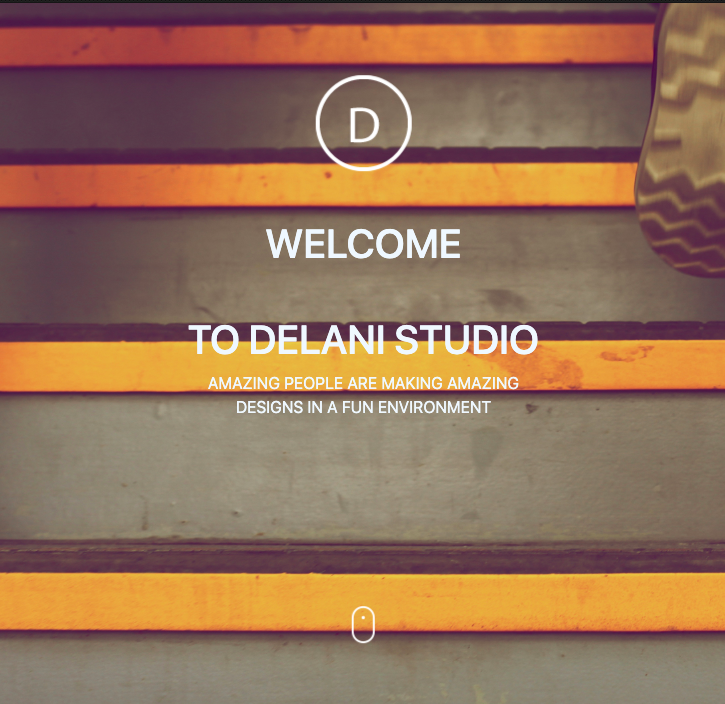 D
WELCOME
TO DELANI STUDIO
AMAZING PEOPLE ARE MAKING AMAZING
DESIGNS IN A FUN ENVIRONMENT